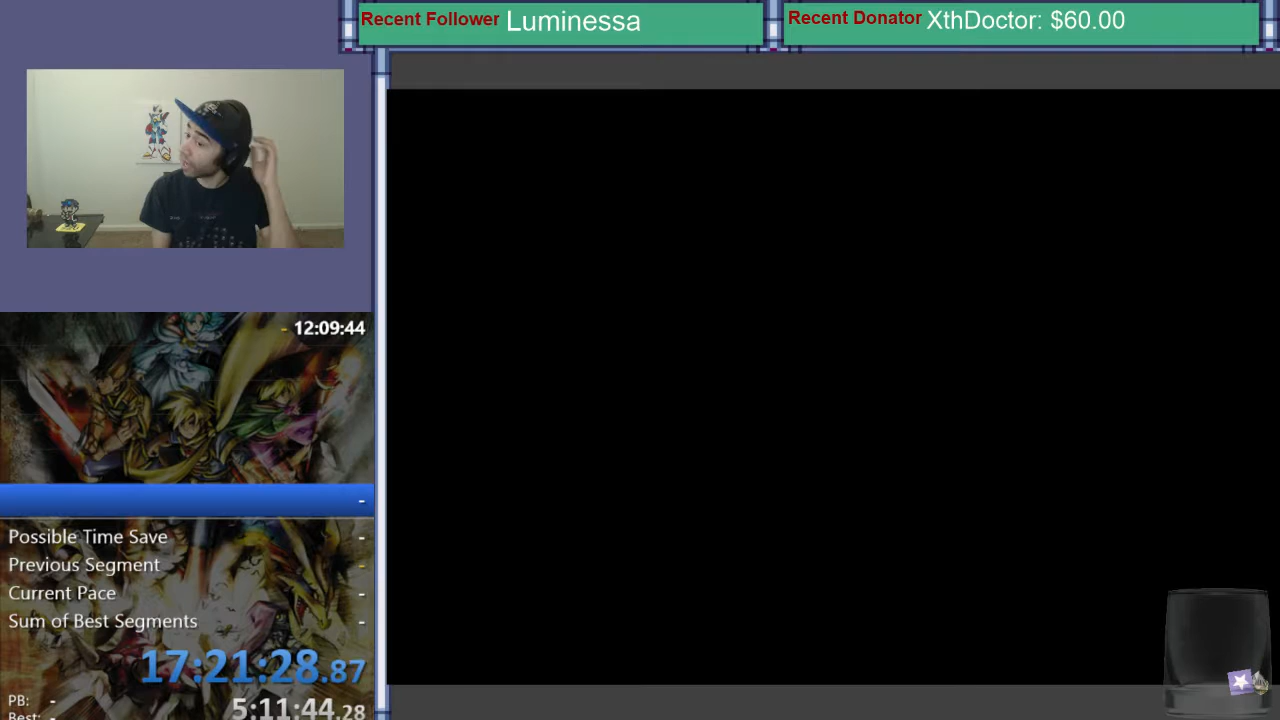 Recent Follower Luminessa
Recent Donator XthDoctor: $60.00
- 12:09:44
-
Possible Time Save -
Previous Segment -
Current Pace -
Sum of Best Segments -
17:21:28.87
PB: -
5:11:44.28
Best: -